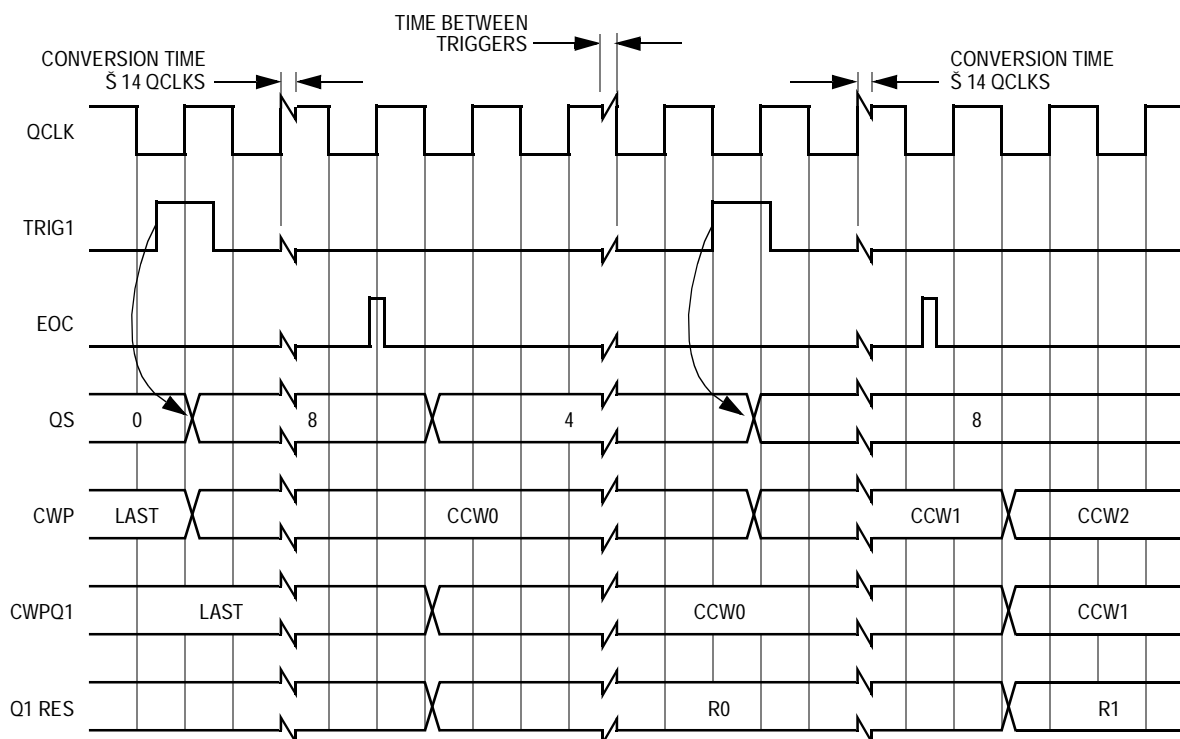 TIME BETWEEN
TRIGGERS
CONVERSION TIME
Š 14 QCLKS
CONVERSION TIME
Š 14 QCLKS
QCLK
TRIG1
EOC
QS 0 8 4 8
CWP LAST CCW0 CCW1 CCW2
CWPQ1 LAST CCW0 CCW1
Q1 RES R0 R1